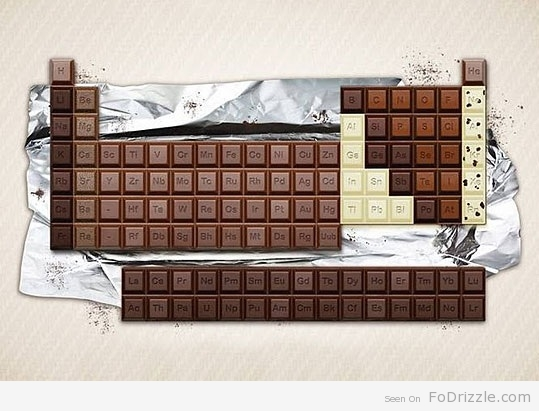 H He
Li Be B C N O F
Na Mg Al Si P S Cl
K Ca Sc Ti V Cr Mn Fe Co Ni Cu Zn Ga Ge As Se Br
Rb Sr Y Zr Nb Mo Tc Ru Rh Pd Ag Cd In Sn Sb Te I
Cs Ba - Hf Ta W Re Os Ir Pt Au Hg Tl Pb Bi Po At
Fr Ra - Rf Db Sg Bh Hs Mt Ds Rg Uub
La Ce Pr Nd Pm Sm Eu Gd Tb Dy Ho Er Tm Yb Lu
Ac Th Pa U Np Pu Am Cm Bk Cf Es Fm Md No Lr
Seen On FoDrizzle.com